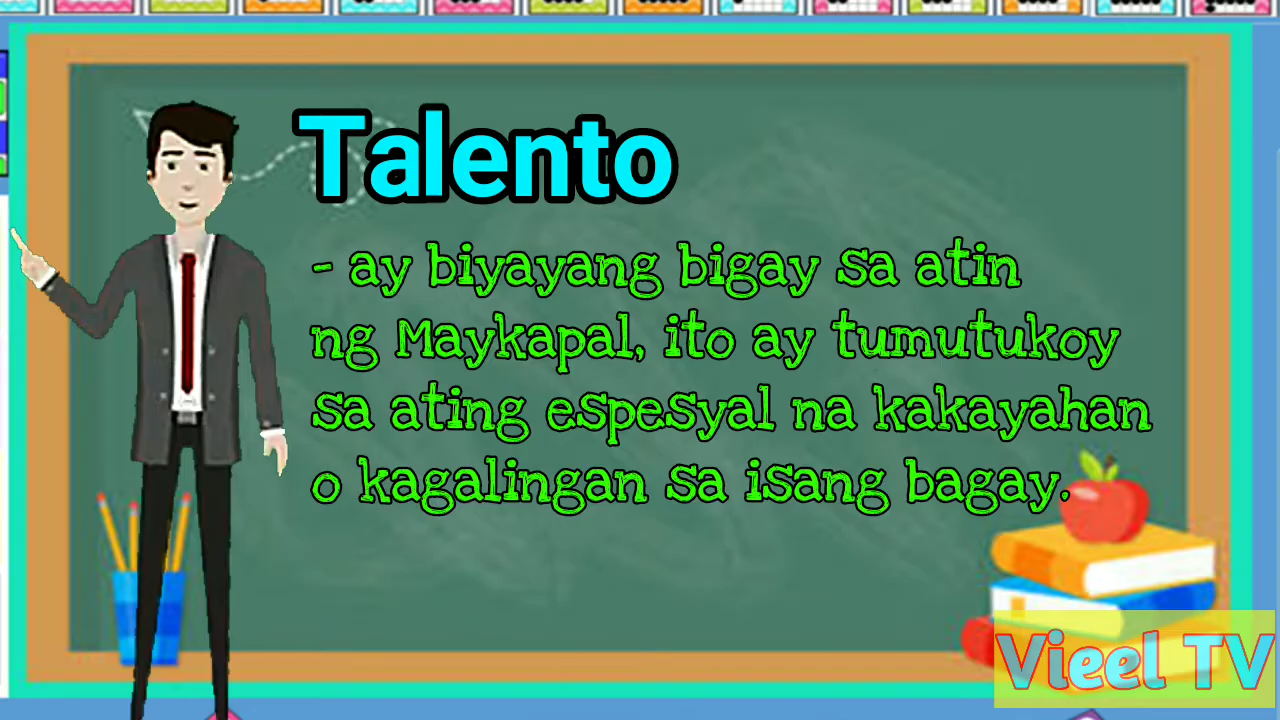 Talento
- ay biyayang bigay sa atin
ng Maykapal, ito ay tumutukoy
sa ating espesyal na kakayahan
o kagalingan sa isang bagay.
Vieel TV